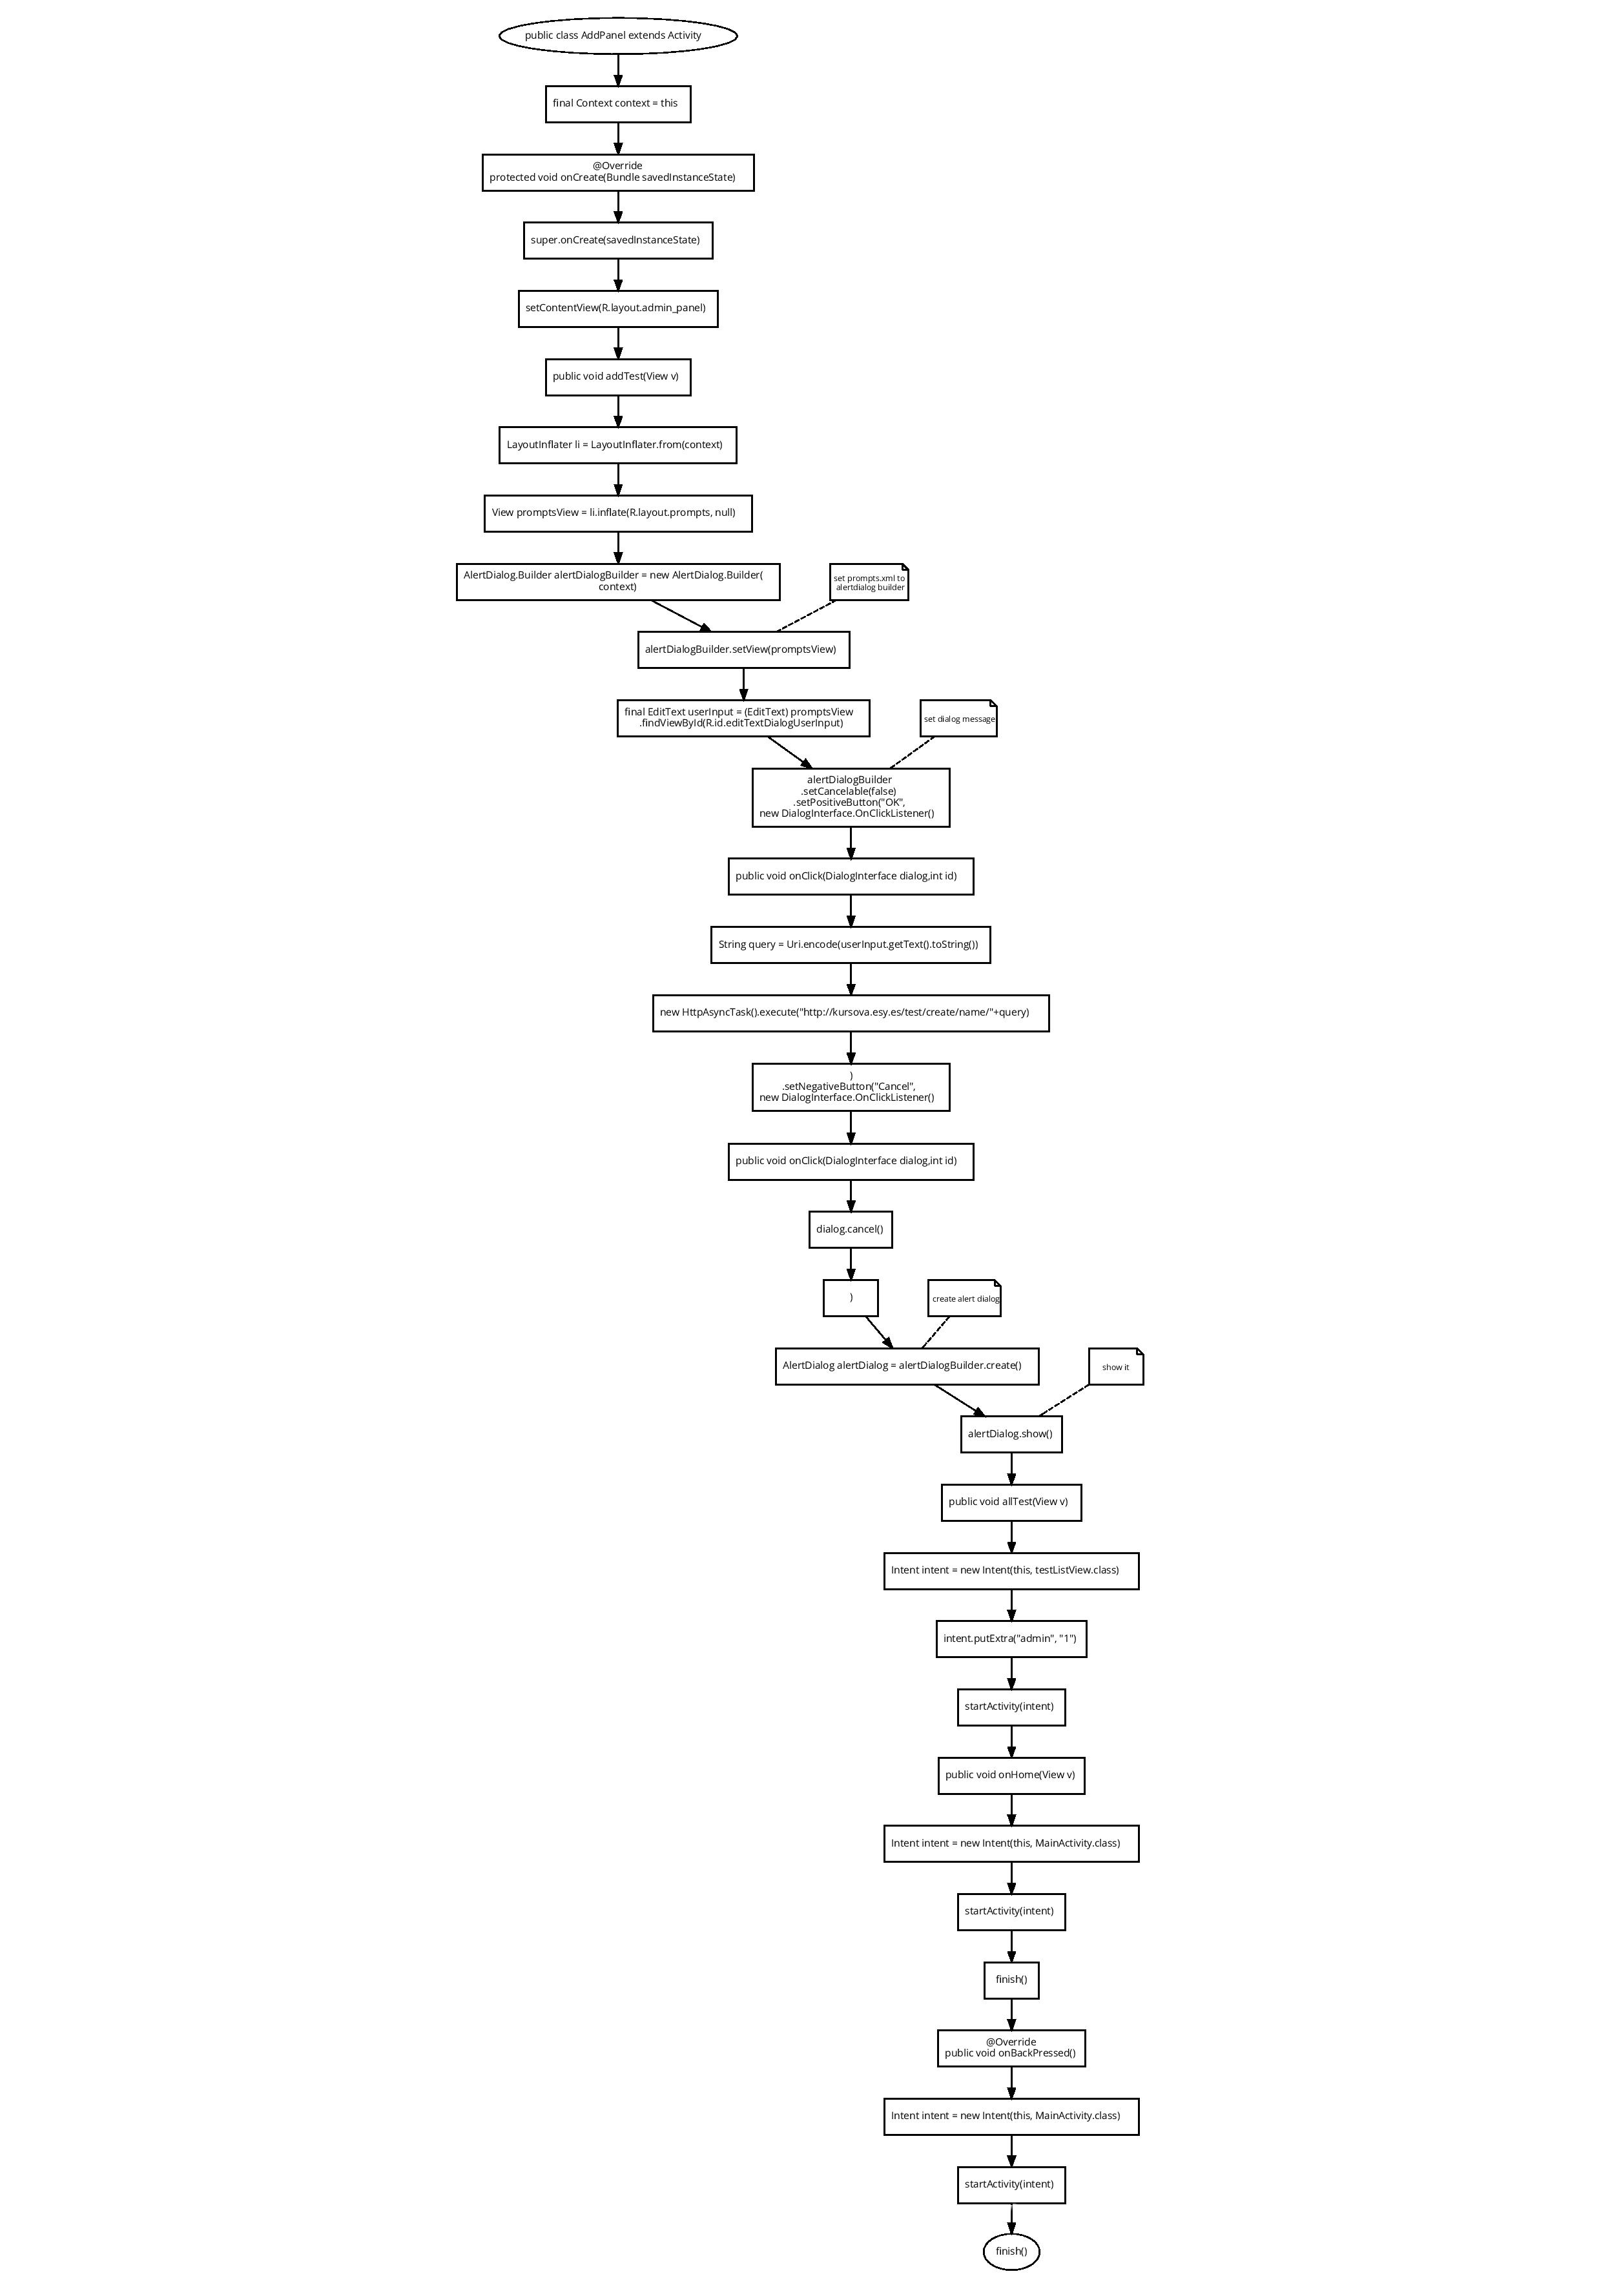 public class AddPanel extends Activity
final Context context = this
@Override
protected void onCreate(Bundle savedInstanceState)
super.onCreate(savedInstanceState)
setContentView(R.layout.admin_panel)
public void addTest(View v)
LayoutInflater li = LayoutInflater.from(context)
View promptsView = li.inflate(R.layout.prompts, null)
AlertDialog.Builder alertDialogBuilder = new AlertDialog.Builder(
context)
set prompts.xml to
alertdialog builder
alertDialogBuilder.setView(promptsView)
final EditText userInput = (EditText) promptsView
.findViewById(R.id.editTextDialogUserInput)
set dialog message
alertDialogBuilder
.setCancelable(false)
.setPositiveButton("OK",
new DialogInterface.OnClickListener()
public void onClick(DialogInterface dialog,int id)
String query = Uri.encode(userInput.getText().toString())
new HttpAsyncTask().execute("http://kursova.esy.es/test/create/name/"+query)
)
.setNegativeButton("Cancel",
new DialogInterface.OnClickListener()
public void onClick(DialogInterface dialog,int id)
dialog.cancel()
)
create alert dialog
AlertDialog alertDialog = alertDialogBuilder.create()
show it
alertDialog.show()
public void allTest(View v)
Intent intent = new Intent(this, testListView.class)
intent.putExtra("admin", "1")
startActivity(intent)
public void onHome(View v)
Intent intent = new Intent(this, MainActivity.class)
startActivity(intent)
finish()
@Override
public void onBackPressed()
Intent intent = new Intent(this, MainActivity.class)
startActivity(intent)
finish()